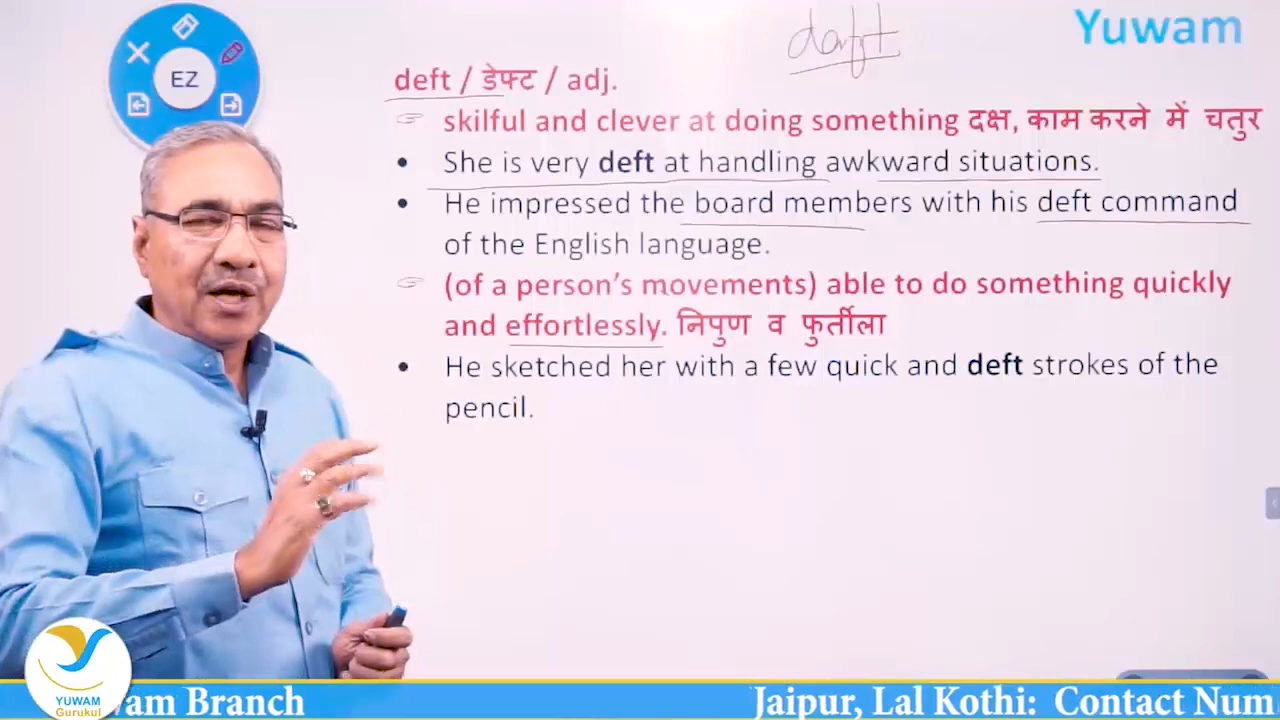 daft
Yuwam
EZ
deft / डेफ्ट / adj.
skilful and clever at doing something दक्ष, काम करने में चतुर
• She is very deft at handling awkward situations.
• He impressed the board members with his deft command
of the English language.
(of a person's movements) able to do something quickly
and effortlessly. निपुण व फुर्तीला
• He sketched her with a few quick and deft strokes of the
pencil.
YUWAM
Gurukul
am Branch
Jaipur, Lal Kothi: Contact Num